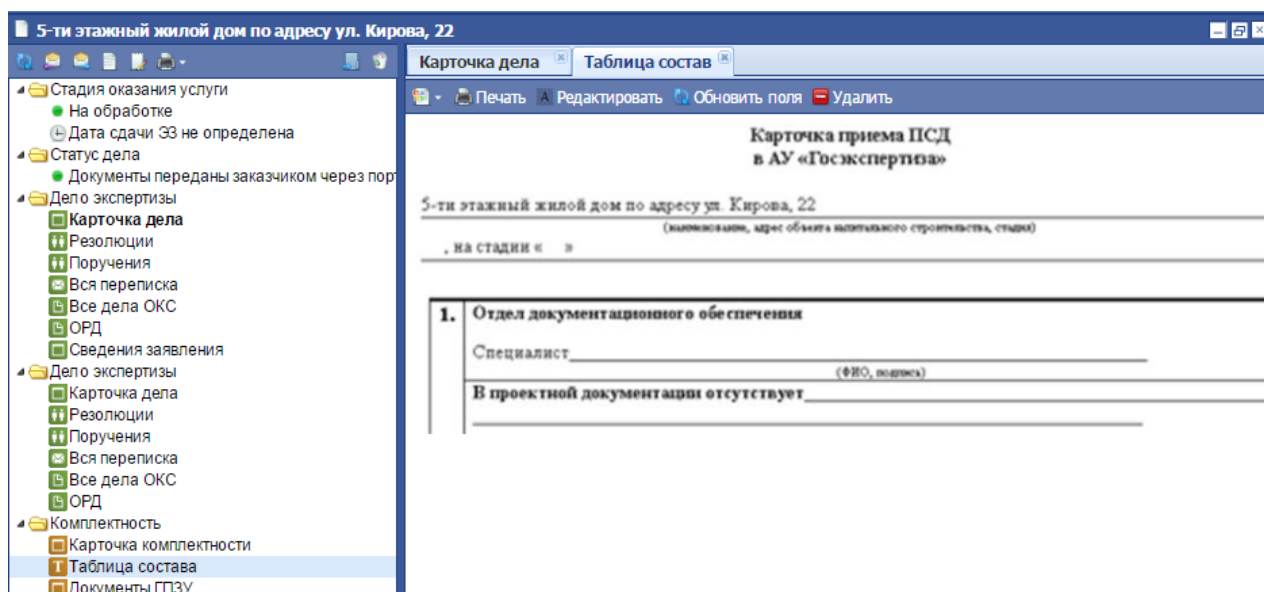 5-ти этажный жилой дом по адресу ул. Кирова, 22
Стадия оказания услуги
На обработке
Дата сдачи ЭЗ не определена
Статус дела
Документы переданы заказчиком через пор
Дело экспертизы
Карточка дела
Резолюции
Поручения
Вся переписка
Все дела ОКС
ОРД
Сведения заявления
Дело экспертизы
Карточка дела
Резолюции
Поручения
Вся переписка
Все дела ОКС
ОРД
Комплектность
Карточка комплектности
Т Таблица состава
Документы ГПЗУ
Карточка дела Таблица состав
Печать A Редактировать Обновить поля Удалить
Карточка приема ПСД
в АУ «Госэкспертиза»
5-ти этажный жилой дом по адресу ул. Кирова, 22
(наименование, адрес объекта капитального строительства, стадия)
, на стадии « »
1. Отдел документационного обеспечения
Специалист
(ФИО, подпись)
В проектной документации отсутствует